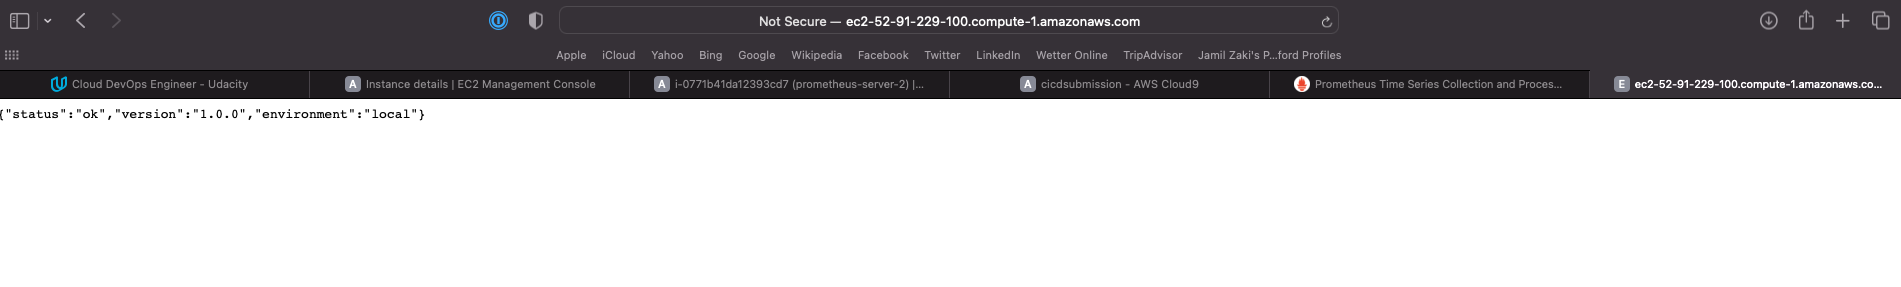 Not Secure — ec2-52-91-229-100.compute-1.amazonaws.com
Apple iCloud Yahoo Bing Google Wikipedia Facebook Twitter LinkedIn Wetter Online TripAdvisor Jamil Zaki's P...ford Profiles
Cloud DevOps Engineer - Udacity A Instance details | EC2 Management Console A i-0771b41da12393cd7 (prometheus-server-2) |... A cicdsubmission - AWS Cloud9 Prometheus Time Series Collection and Proces... E ec2-52-91-229-100.compute-1.amazonaws.co...
{"status":"ok","version":"1.0.0","environment":"local"}